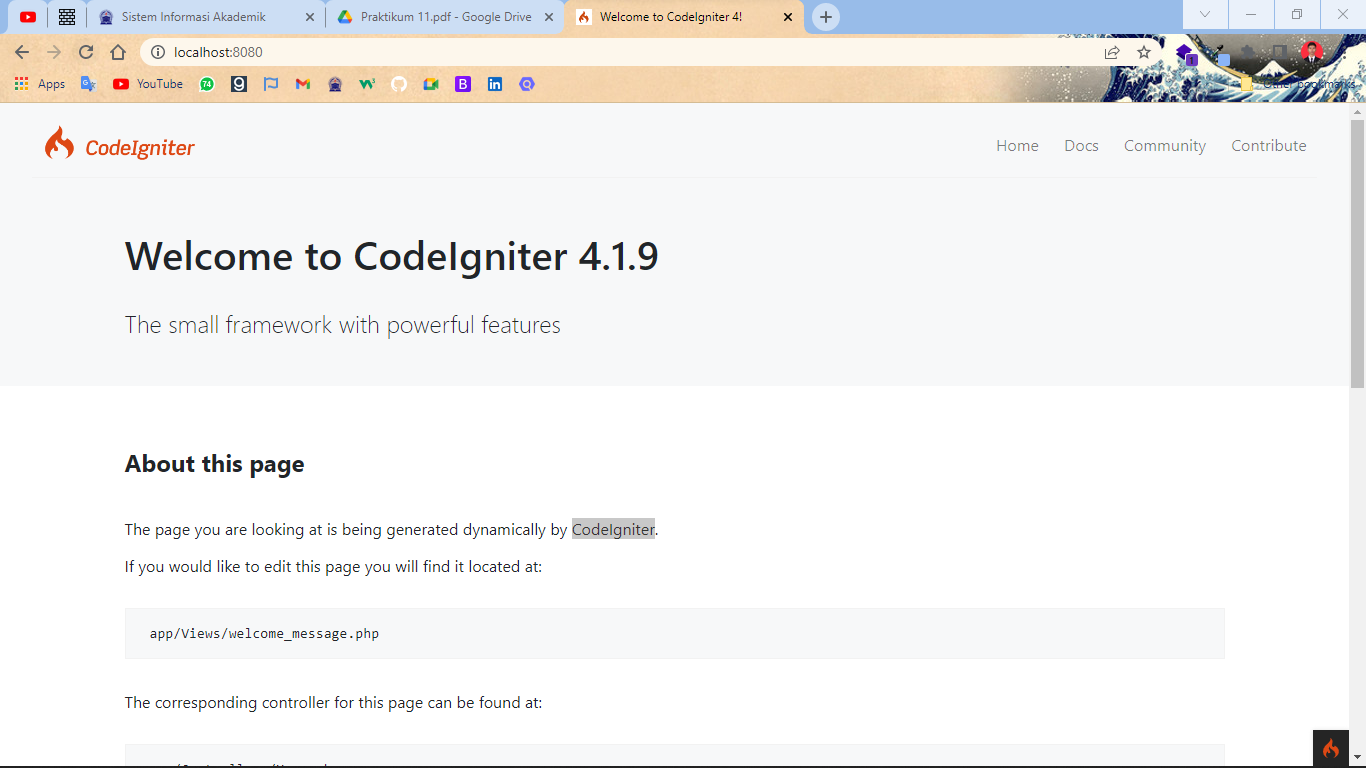 Sistem Informasi Akademik
Praktikum 11.pdf - Google Drive
Welcome to CodeIgniter 4!
localhost:8080
Apps
YouTube
74
1
Other bookmarks
CodeIgniter
Home
Docs
Community
Contribute
Welcome to CodeIgniter 4.1.9
The small framework with powerful features
About this page
The page you are looking at is being generated dynamically by CodeIgniter.
If you would like to edit this page you will find it located at:
app/Views/welcome_message.php
The corresponding controller for this page can be found at: